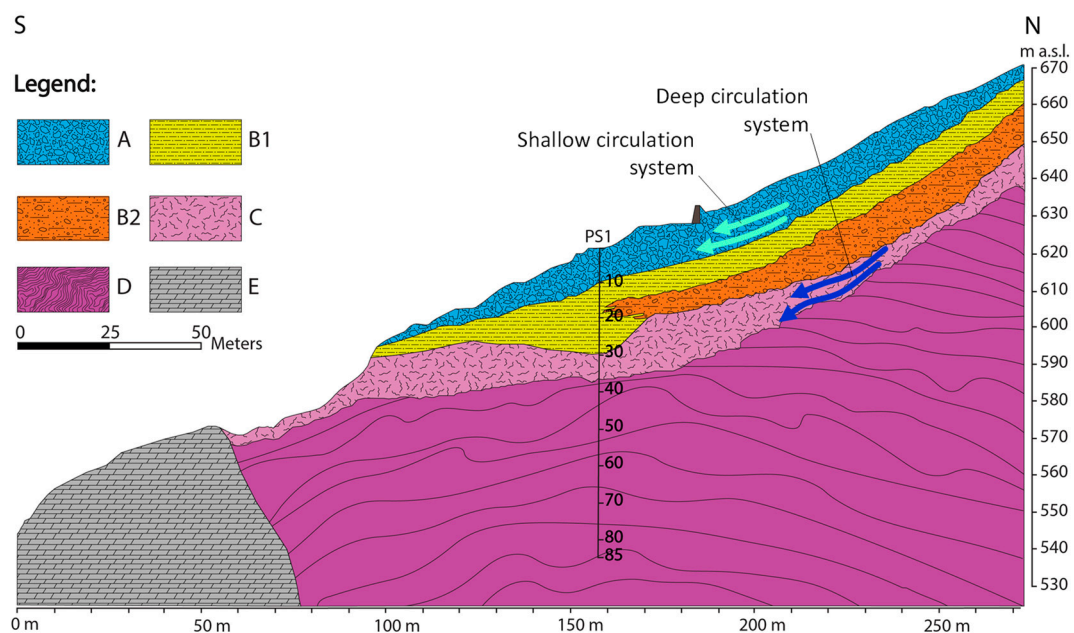 S
N
m a.s.l.
Legend:
A
B1
B2
C
D
E
0
25
50
Meters
Shallow circulation
system
Deep circulation
system
PS1
10
20
30
40
50
60
70
80
85
670
660
650
640
630
620
610
600
590
580
570
560
550
540
530
0 m
50 m
100 m
150 m
200 m
250 m